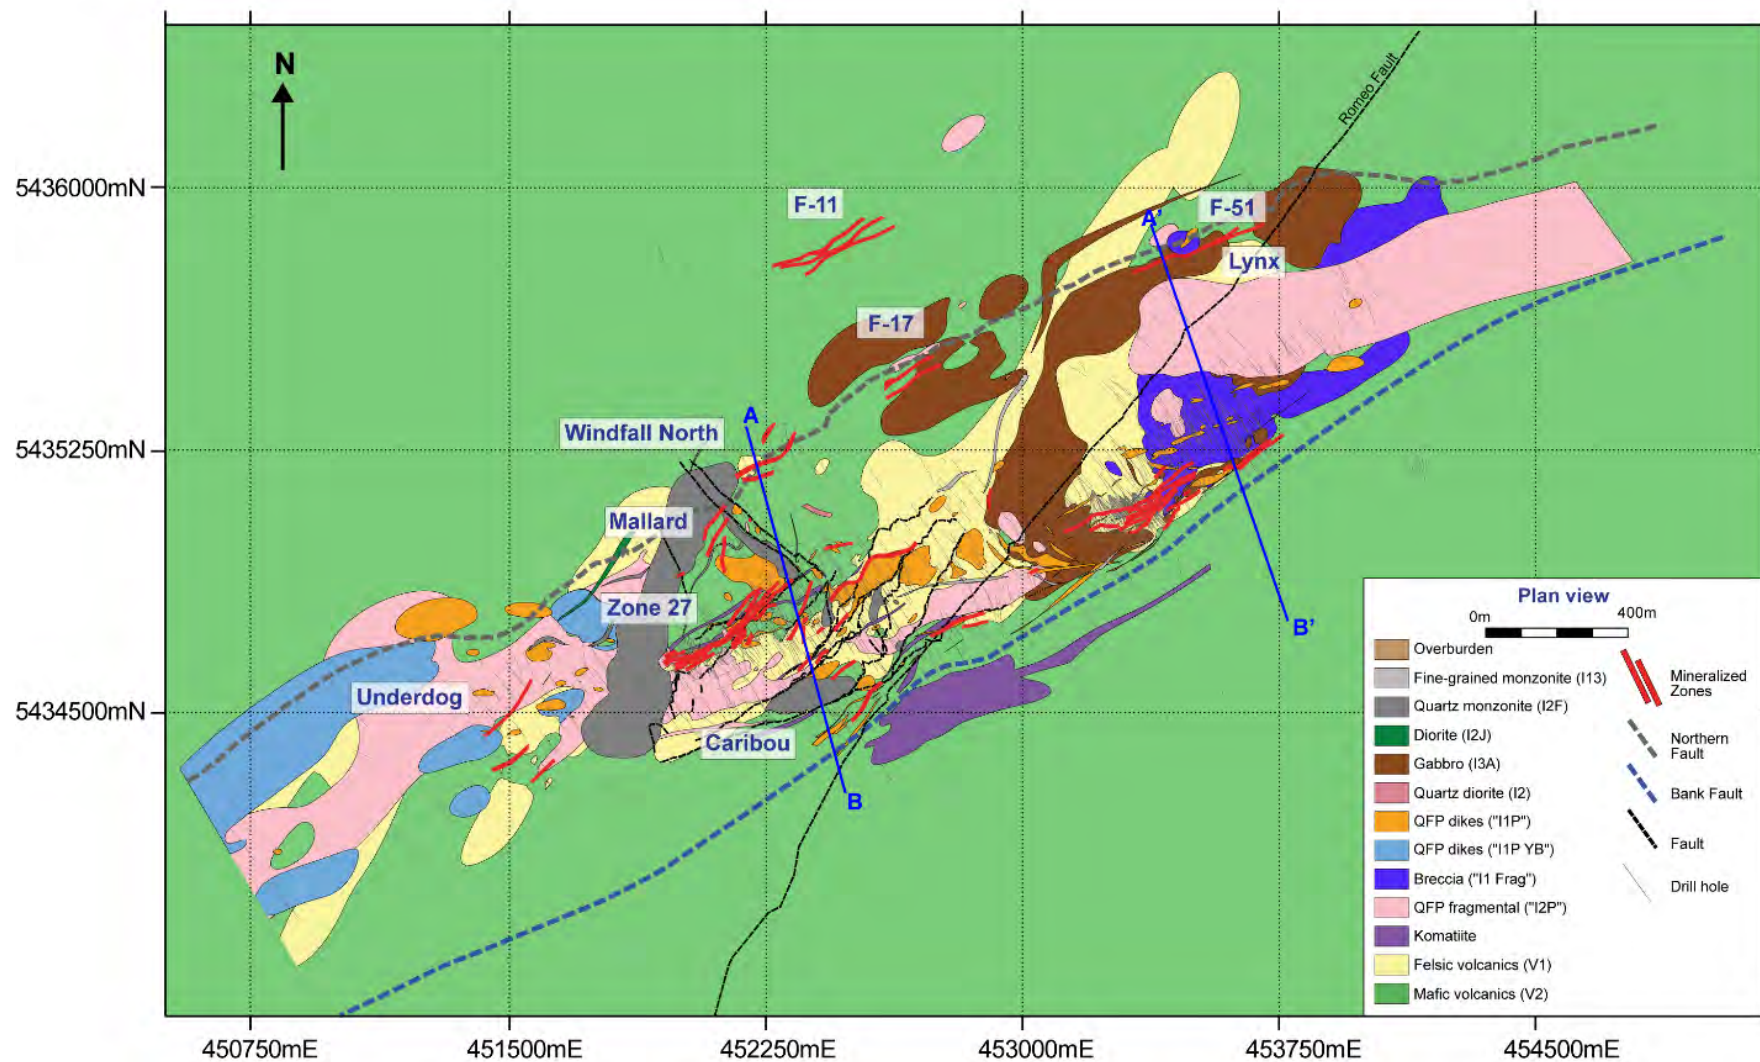 N
Romeo Fault
5436000mN
F-11
F-51
A'
Lynx
F-17
A
Windfall North
5435250mN
Mallard
Zone 27
B'
Underdog
5434500mN
Caribou
B
Plan view
0m 400m
Overburden
Fine-grained monzonite (I13)
Quartz monzonite (I2F)
Diorite (I2J)
Gabbro (I3A)
Quartz diorite (I2)
QFP dikes ("I1P")
QFP dikes ("I1P YB")
Breccia ("I1 Frag")
QFP fragmental ("I2P")
Komatiite
Felsic volcanics (V1)
Mafic volcanics (V2)
Mineralized
Zones
Northern
Fault
Bank Fault
Fault
Drill hole
450750mE 451500mE 452250mE 453000mE 453750mE 454500mE